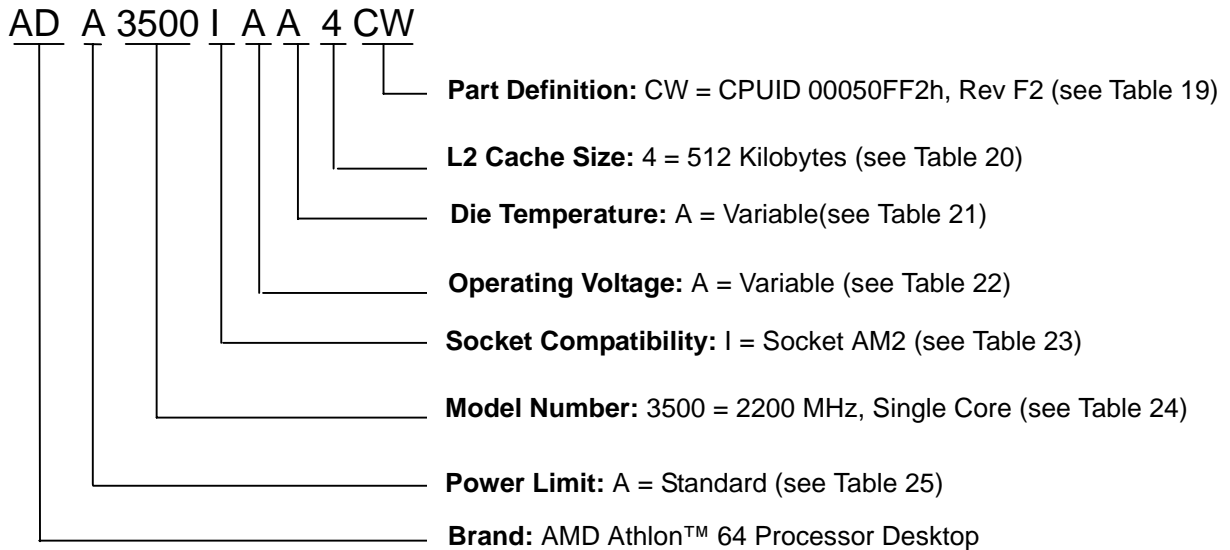 AD A 3500 I A A 4 CW
Part Definition: CW = CPUID 00050FF2h, Rev F2 (see Table 19)
L2 Cache Size: 4 = 512 Kilobytes (see Table 20)
Die Temperature: A = Variable(see Table 21)
Operating Voltage: A = Variable (see Table 22)
Socket Compatibility: I = Socket AM2 (see Table 23)
Model Number: 3500 = 2200 MHz, Single Core (see Table 24)
Power Limit: A = Standard (see Table 25)
Brand: AMD Athlon™ 64 Processor Desktop